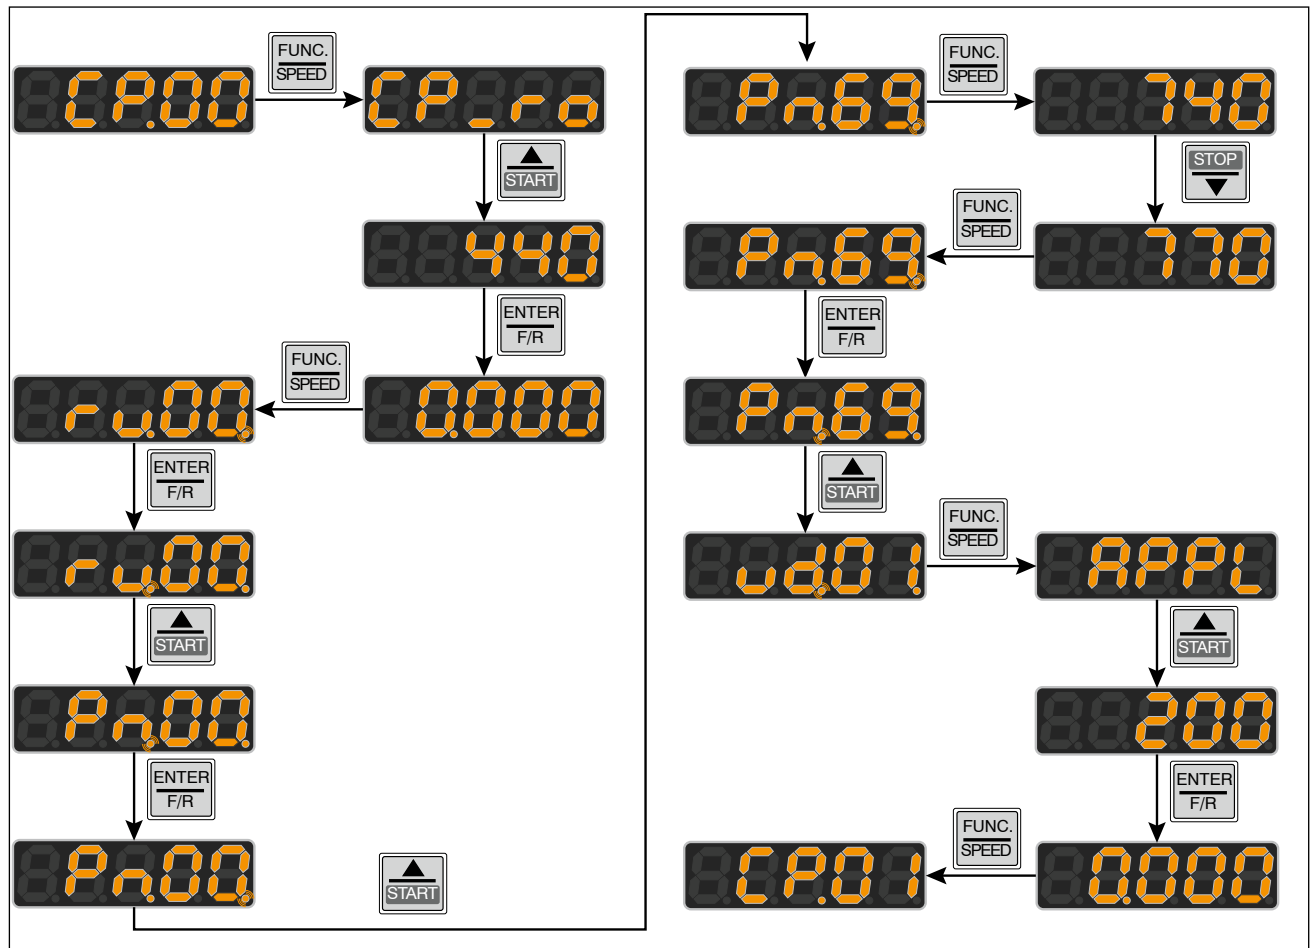 CP.00
FUNC.
SPEED
CP_ro
START
440
ENTER
F/R
0.000
FUNC.
SPEED
ru.00.
ENTER
F/R
ru.00.
START
Pn.00.
ENTER
F/R
Pn.00.
START
Pn.69.
FUNC.
SPEED
740
STOP
770
FUNC.
SPEED
Pn.69.
ENTER
F/R
Pn.69.
START
ud.01.
FUNC.
SPEED
APPL
START
200
ENTER
F/R
0.000
FUNC.
SPEED
CP.01